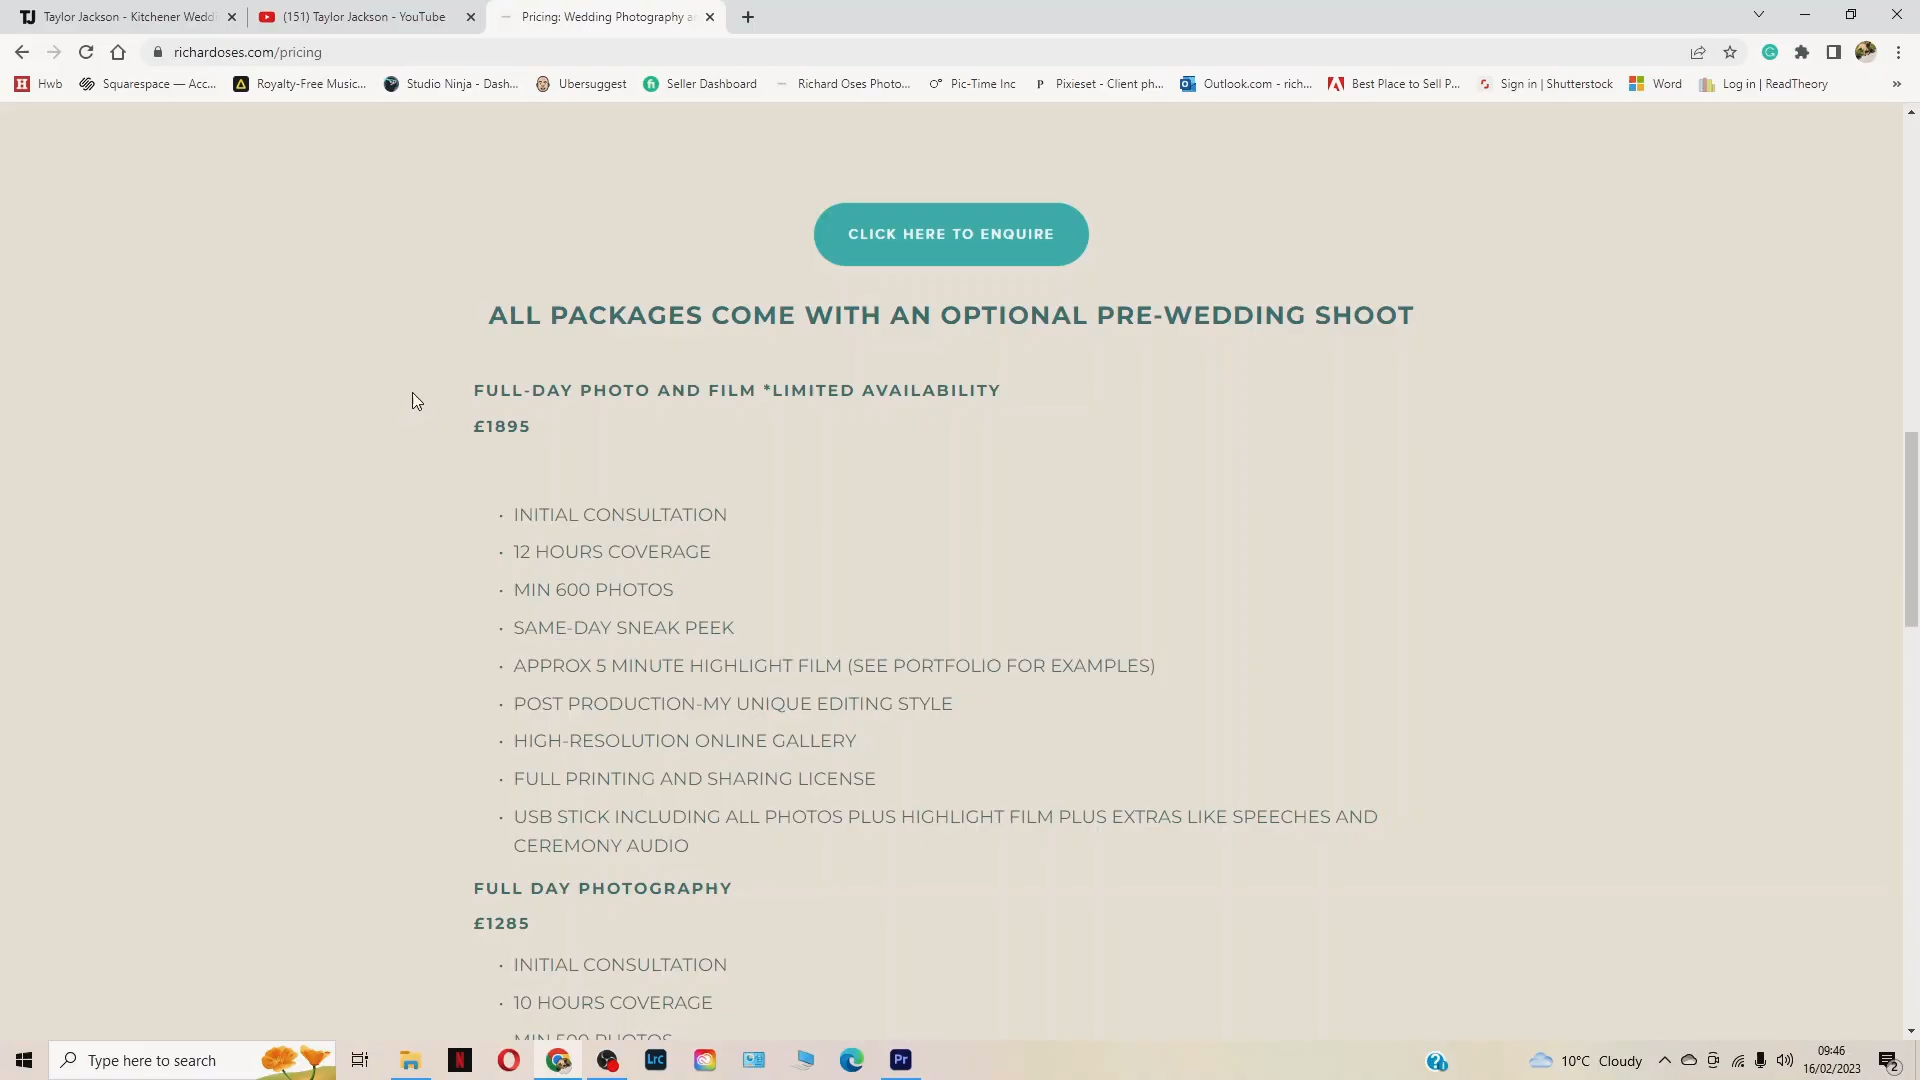 Taylor Jackson - Kitchener Wedd
(151) Taylor Jackson - YouTube
Pricing: Wedding Photography a
richardoses.com/pricing
Hwb
Squarespace — Acc...
Royalty-Free Music...
Studio Ninja - Dash...
Ubersuggest
Seller Dashboard
Richard Oses Photo...
Pic-Time Inc
Pixieset - Client ph...
Outlook.com - rich...
Best Place to Sell P...
Sign in | Shutterstock
Word
Log in | ReadTheory
CLICK HERE TO ENQUIRE
ALL PACKAGES COME WITH AN OPTIONAL PRE-WEDDING SHOOT
FULL-DAY PHOTO AND FILM *LIMITED AVAILABILITY
£1895
• INITIAL CONSULTATION
• 12 HOURS COVERAGE
• MIN 600 PHOTOS
• SAME-DAY SNEAK PEEK
• APPROX 5 MINUTE HIGHLIGHT FILM (SEE PORTFOLIO FOR EXAMPLES)
• POST PRODUCTION-MY UNIQUE EDITING STYLE
• HIGH-RESOLUTION ONLINE GALLERY
• FULL PRINTING AND SHARING LICENSE
• USB STICK INCLUDING ALL PHOTOS PLUS HIGHLIGHT FILM PLUS EXTRAS LIKE SPEECHES AND
CEREMONY AUDIO
FULL DAY PHOTOGRAPHY
£1285
• INITIAL CONSULTATION
• 10 HOURS COVERAGE
MIN 500 PHOTOS
Type here to search
10°C Cloudy
09:46
16/02/2023